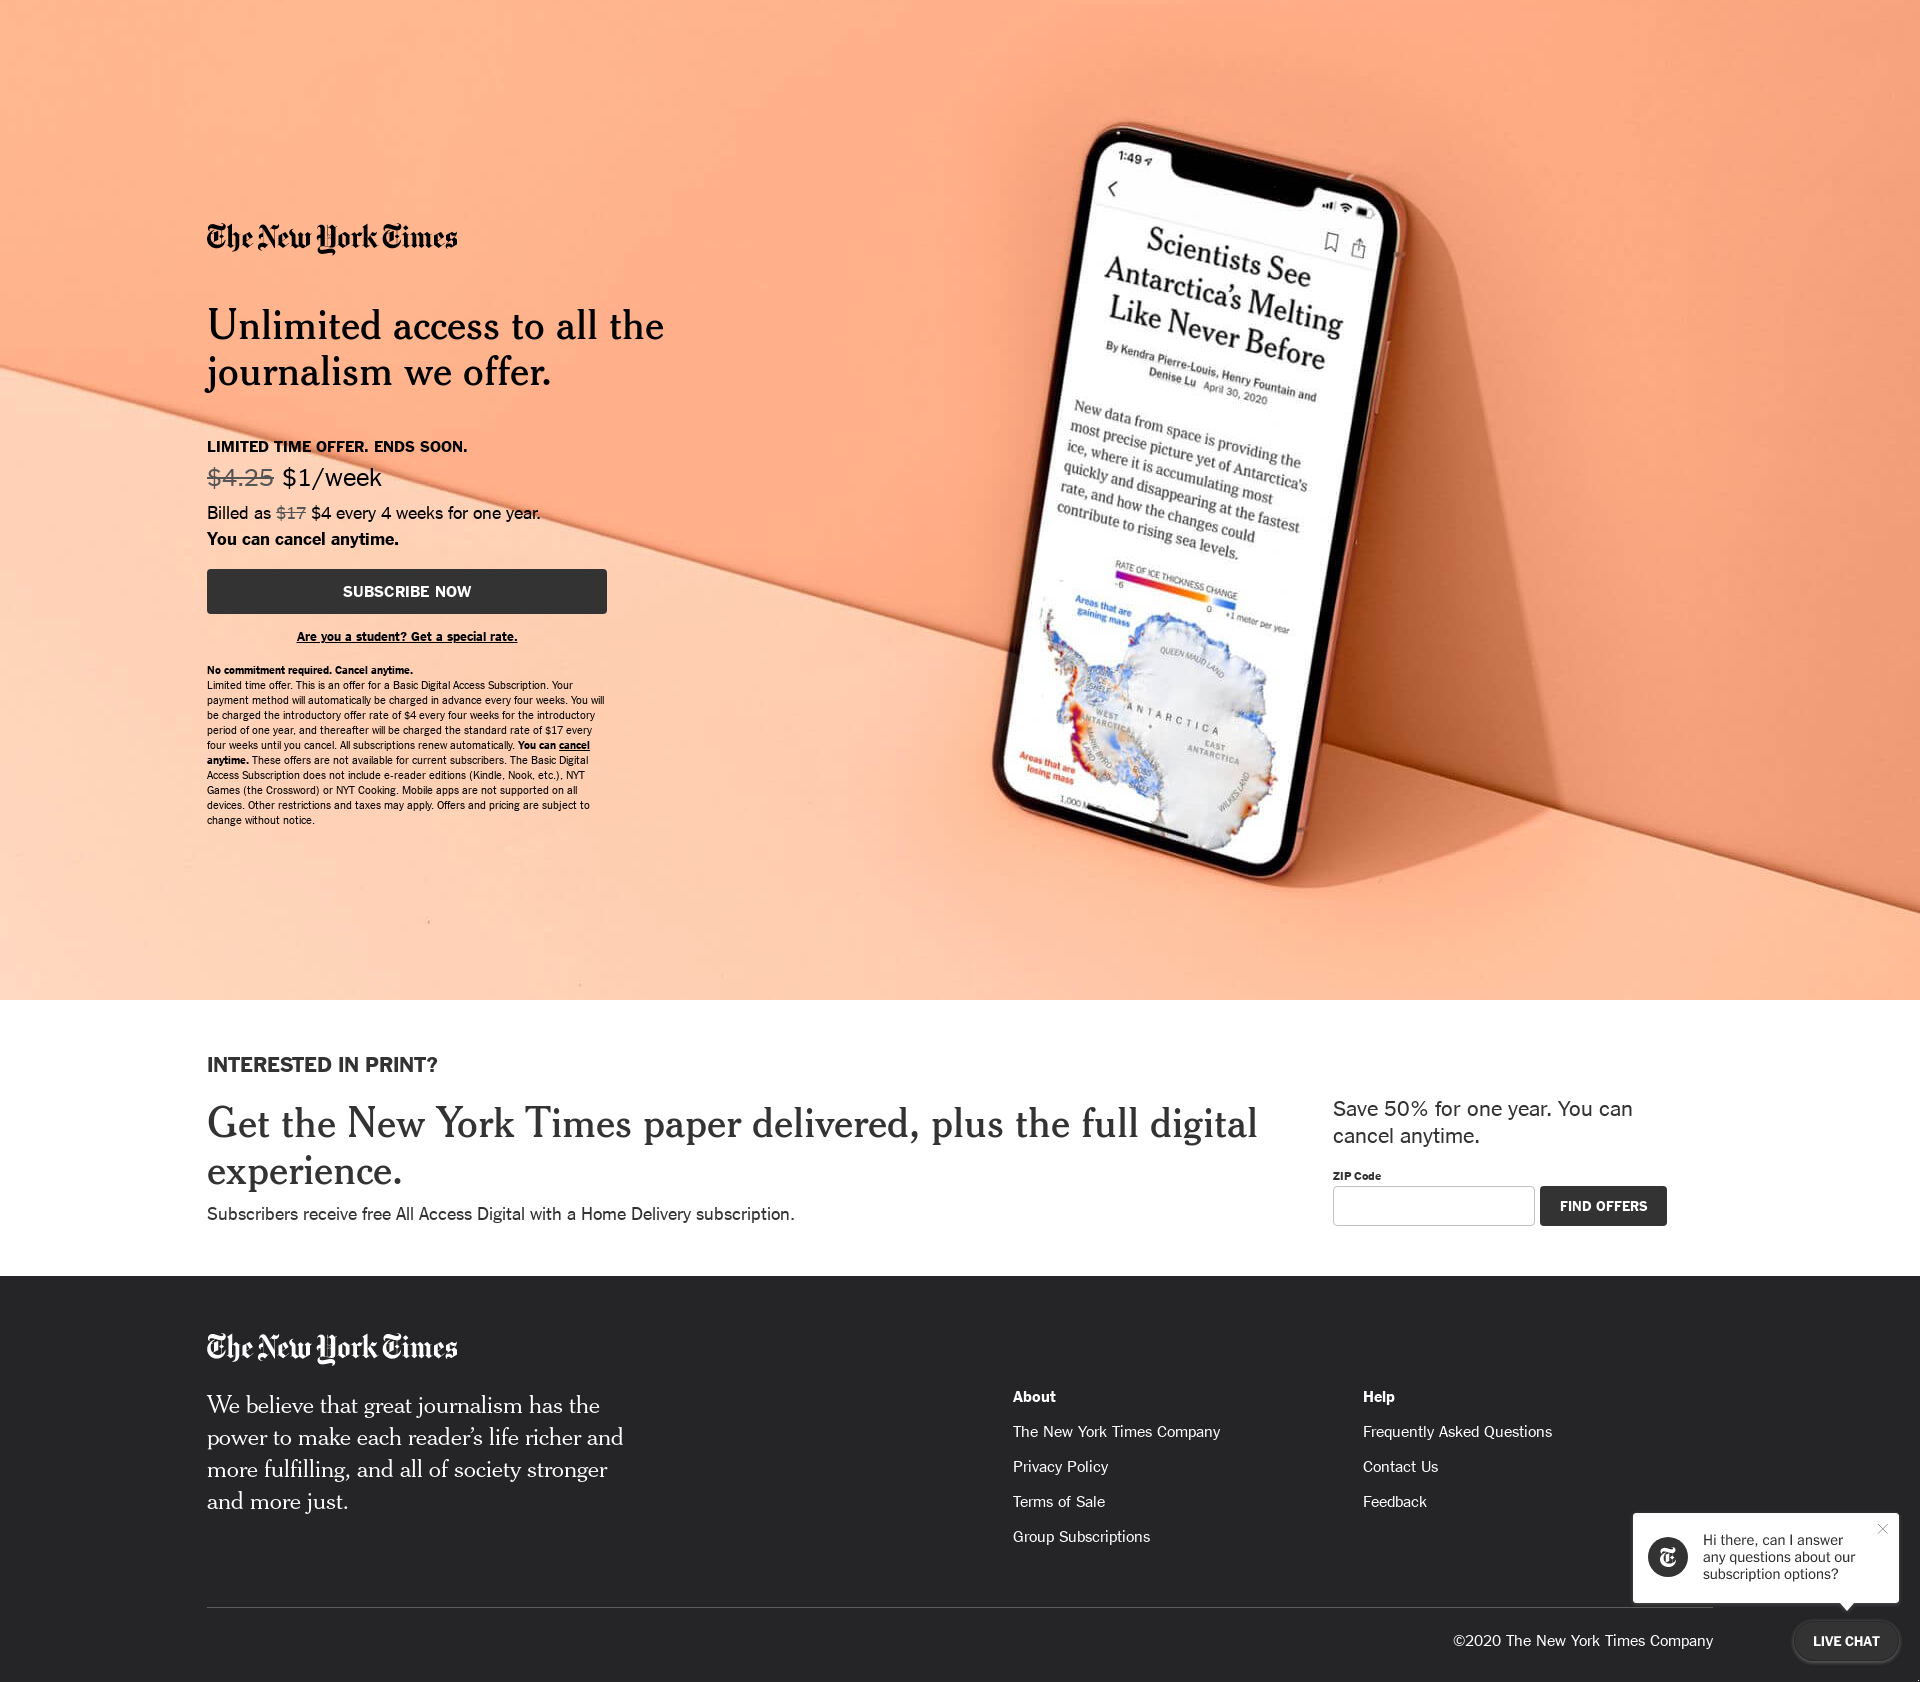 The New York Times
Unlimited access to all the
journalism we offer.
LIMITED TIME OFFER. ENDS SOON.
$4.25 $1/week
Billed as $17 $4 every 4 weeks for one year.
You can cancel anytime.
SUBSCRIBE NOW
Are you a student? Get a special rate.
No commitment required. Cancel anytime.
Limited time offer. This is an offer for a Basic Digital Access Subscription. Your
payment method will automatically be charged in advance every four weeks. You will
be charged the introductory offer rate of $4 every four weeks for the introductory
period of one year, and thereafter will be charged the standard rate of $17 every
four weeks until you cancel. All subscriptions renew automatically. You can cancel
anytime. These offers are not available for current subscribers. The Basic Digital
Access Subscription does not include e-reader editions (Kindle, Nook, etc.), NYT
Games (the Crossword) or NYT Cooking. Mobile apps are not supported on all
devices. Other restrictions and taxes may apply. Offers and pricing are subject to
change without notice.
1:49
Scientists See
Antarctica's Melting
Like Never Before
By Kendra Pierre-Louis, Henry Fountain and
Denise Lu April 30, 2020
New data from space is providing the
most precise picture yet of Antarctica's
ice, where it is accumulating most
quickly and disappearing at the fastest
rate, and how the changes could
contribute to rising sea levels.
RATE OF ICE THICKNESS CHANGE
-6 0 +1 meter per year
Areas that are
gaining mass
QUEEN MAUD LAND
ANTARCTICA
WEST
ANTARCTICA
EAST
ANTARCTICA
MARIE BYRD
LAND
WILKES LAND
Areas that are
losing mass
1,000
INTERESTED IN PRINT?
Get the New York Times paper delivered, plus the full digital
experience.
Subscribers receive free All Access Digital with a Home Delivery subscription.
Save 50% for one year. You can
cancel anytime.
ZIP Code
FIND OFFERS
The New York Times
We believe that great journalism has the
power to make each reader’s life richer and
more fulfilling, and all of society stronger
and more just.
About
The New York Times Company
Privacy Policy
Terms of Sale
Group Subscriptions
Help
Frequently Asked Questions
Contact Us
Feedback
Hi there, can I answer
any questions about our
subscription options?
©2020 The New York Times Company
LIVE CHAT